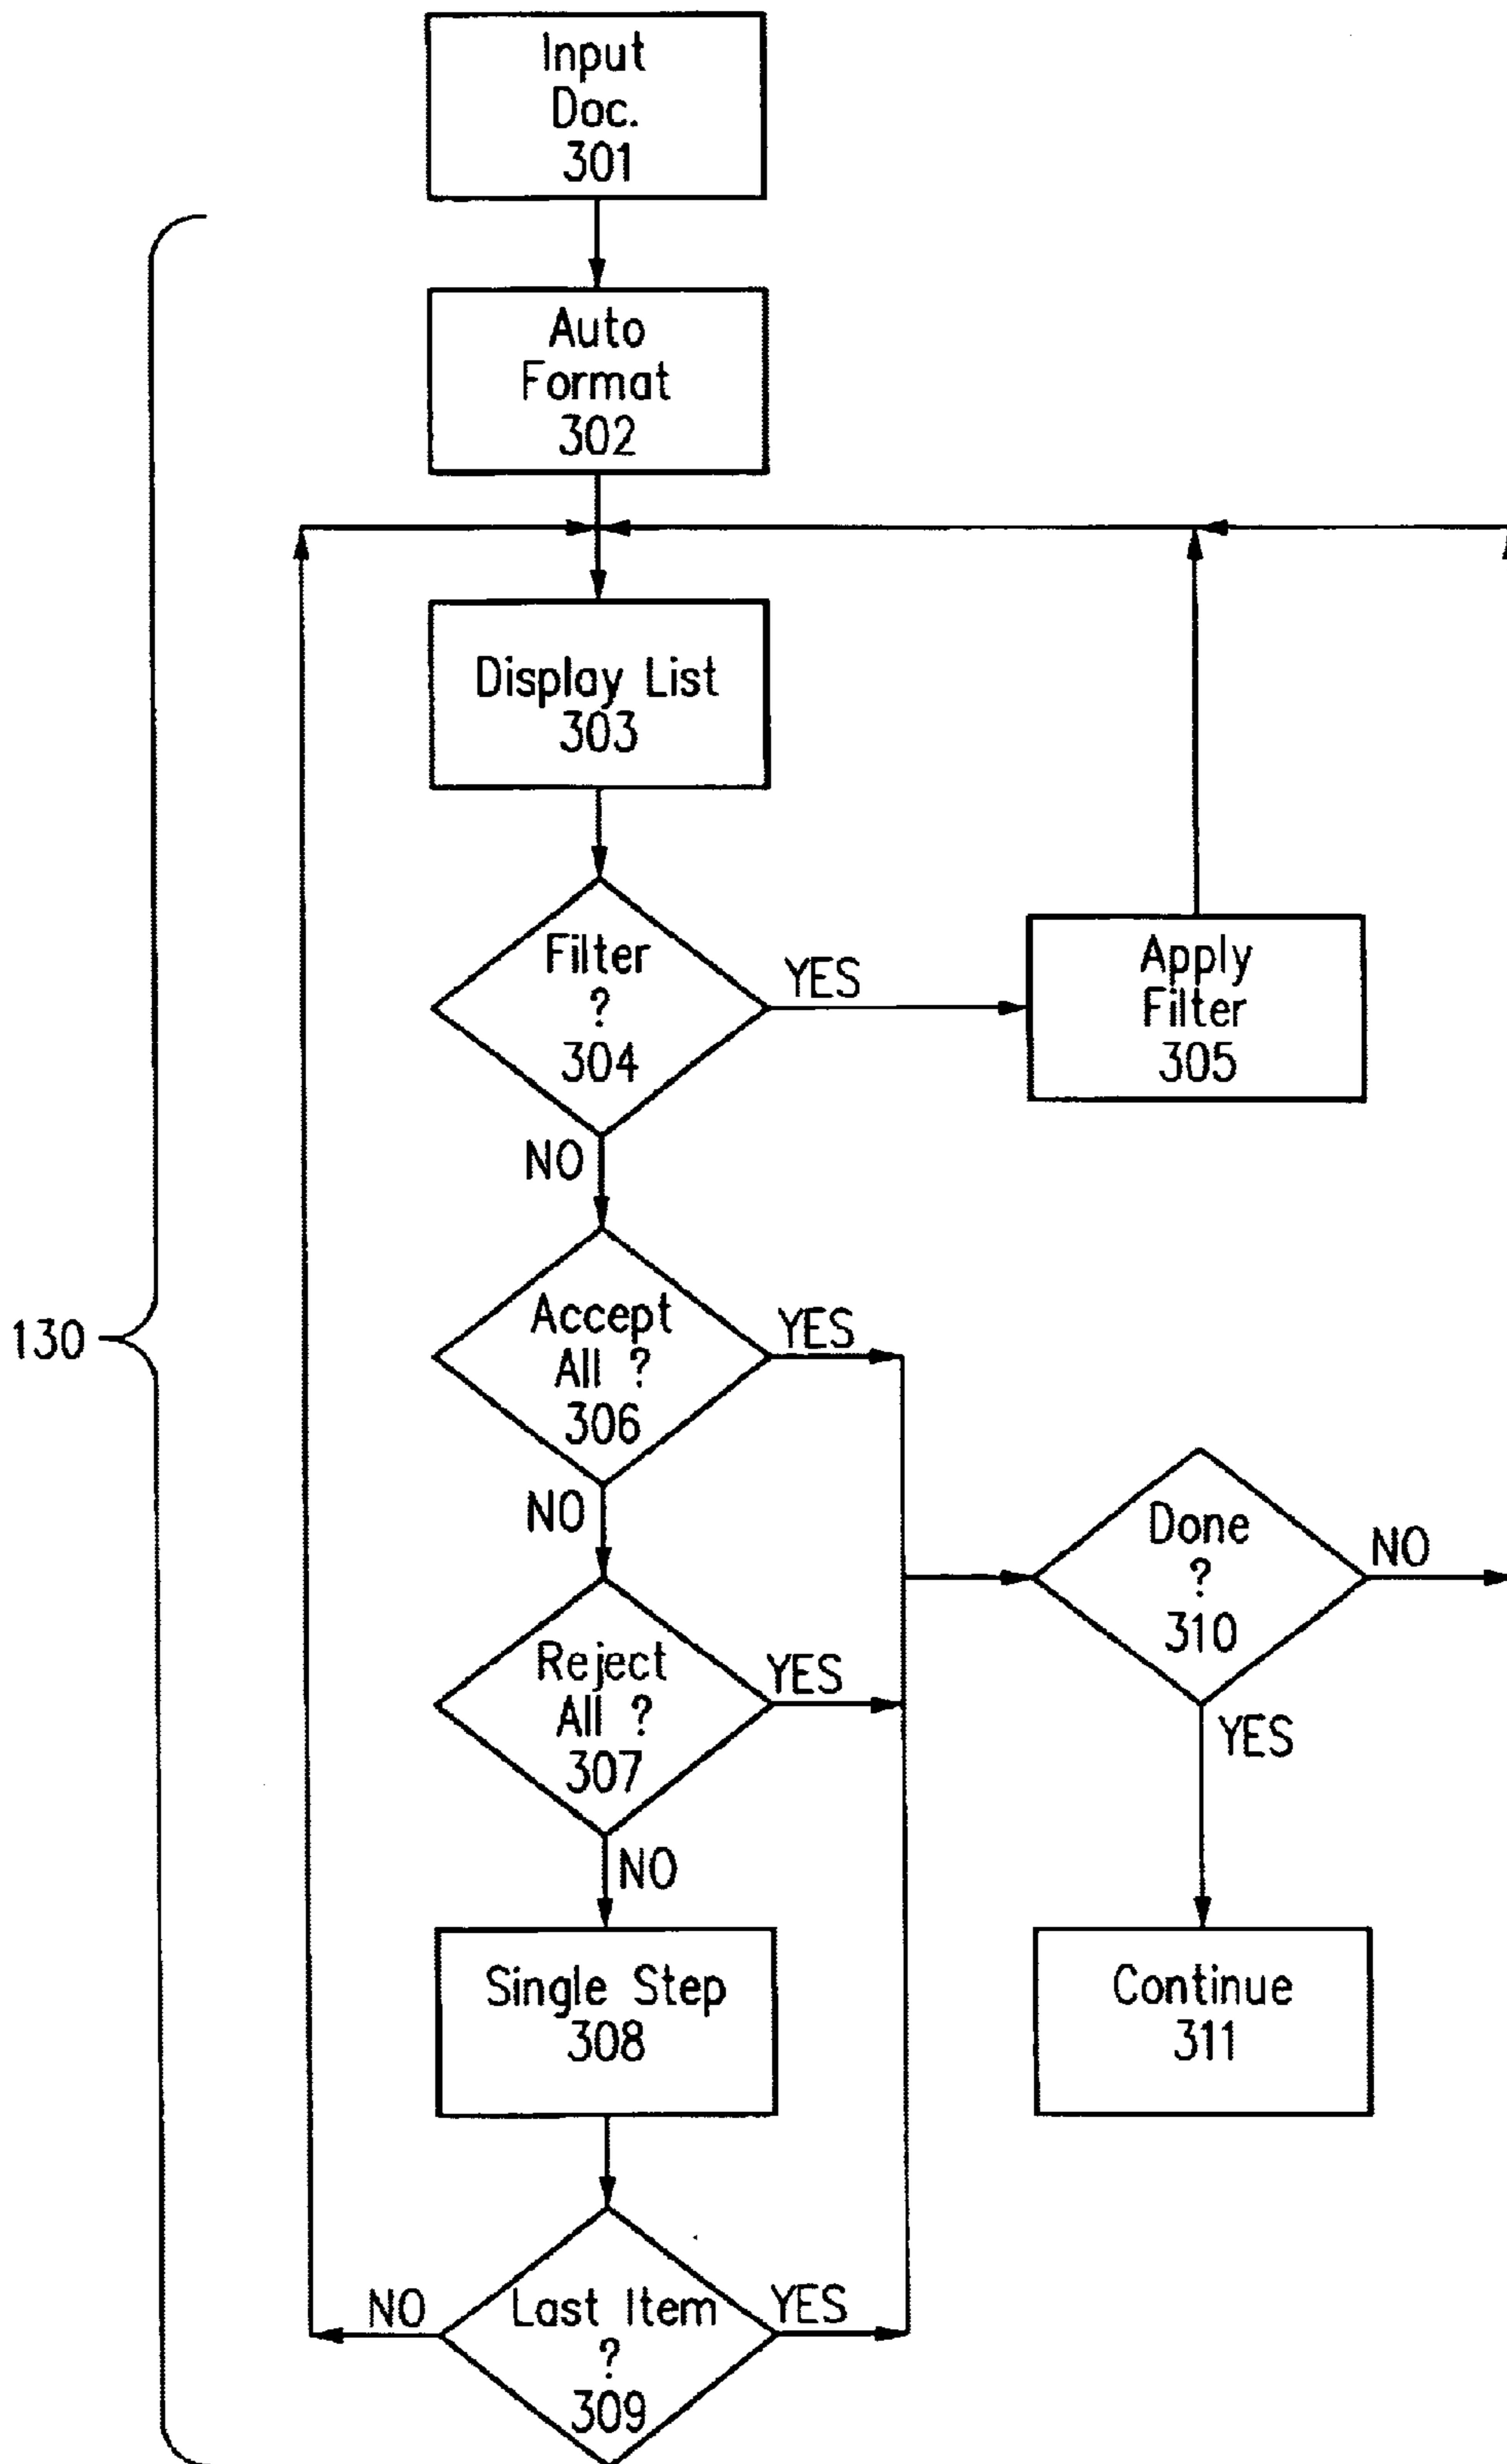 Input
Doc.
301
Auto
Format
302
Display List
303
Filter
?
304
YES
Apply
Filter
305
NO
130
Accept
All ?
306
YES
NO
Done
?
310
NO
Reject
All ?
307
YES
YES
NO
Single Step
308
Continue
311
NO
Last Item
?
309
YES